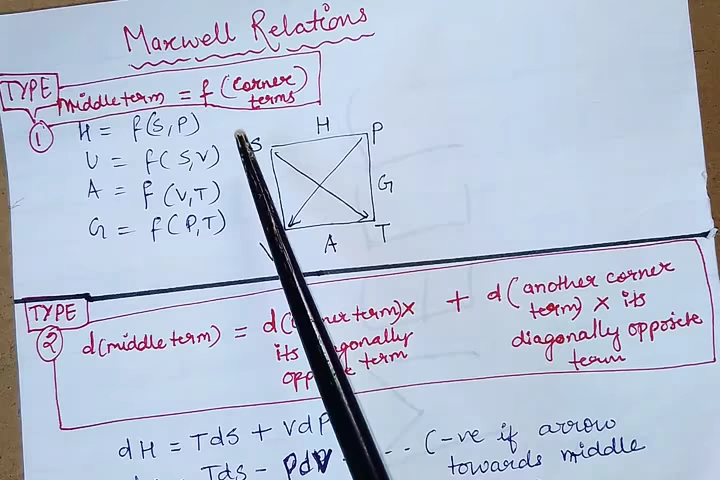 Maxwell Relations
TYPE
1
Middle term = f (Corner terms)
H = f(S,P)
U = f(S,V)
A = f(V,T)
G = f(P,T)
S H P
G
V A T
TYPE
2
d(middle term) = d(corner term) x its diagonally opposite term + d(another corner term) x its diagonally opposite term
dH = TdS + VdP
TdS - PdV ... (-ve if arrow
towards middle